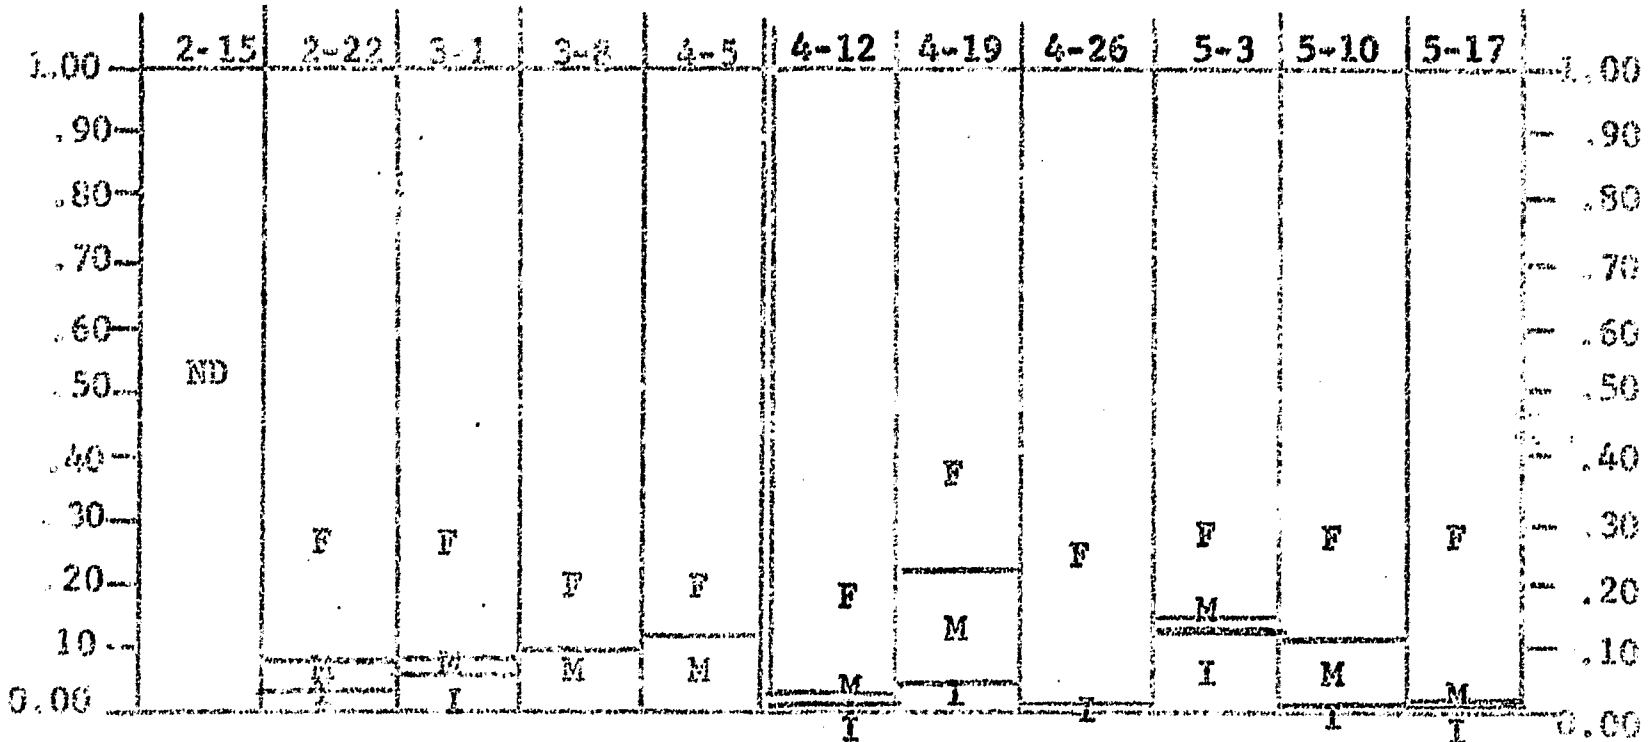 2-15 2-22 3-1 3-8 4-5 4-12 4-19 4-26 5-3 5-10 5-17
1.00 1.00
.90 .90
.80 .80
.70 .70
.60 .60
ND
.50 .50
.40 .40
F
.30 .30
F F F F F F
F F F
.20 .20
M
M
.10 .10
M M M M I M
M M
I I I I
0.00 0.00
I I I